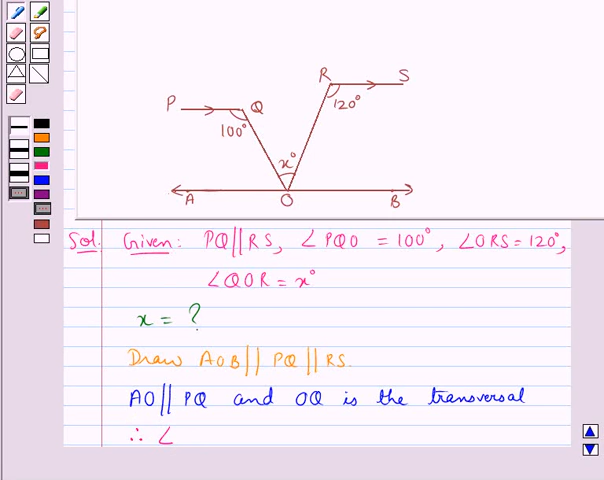 R S
P Q 120°
100°
x°
A O B
Sol. Given: PQ||RS, ∠PQO = 100°, ∠ORS = 120°,
∠QOR = x°
x = ?
Draw AOB || PQ || RS.
AO || PQ and OQ is the transversal
∴ ∠